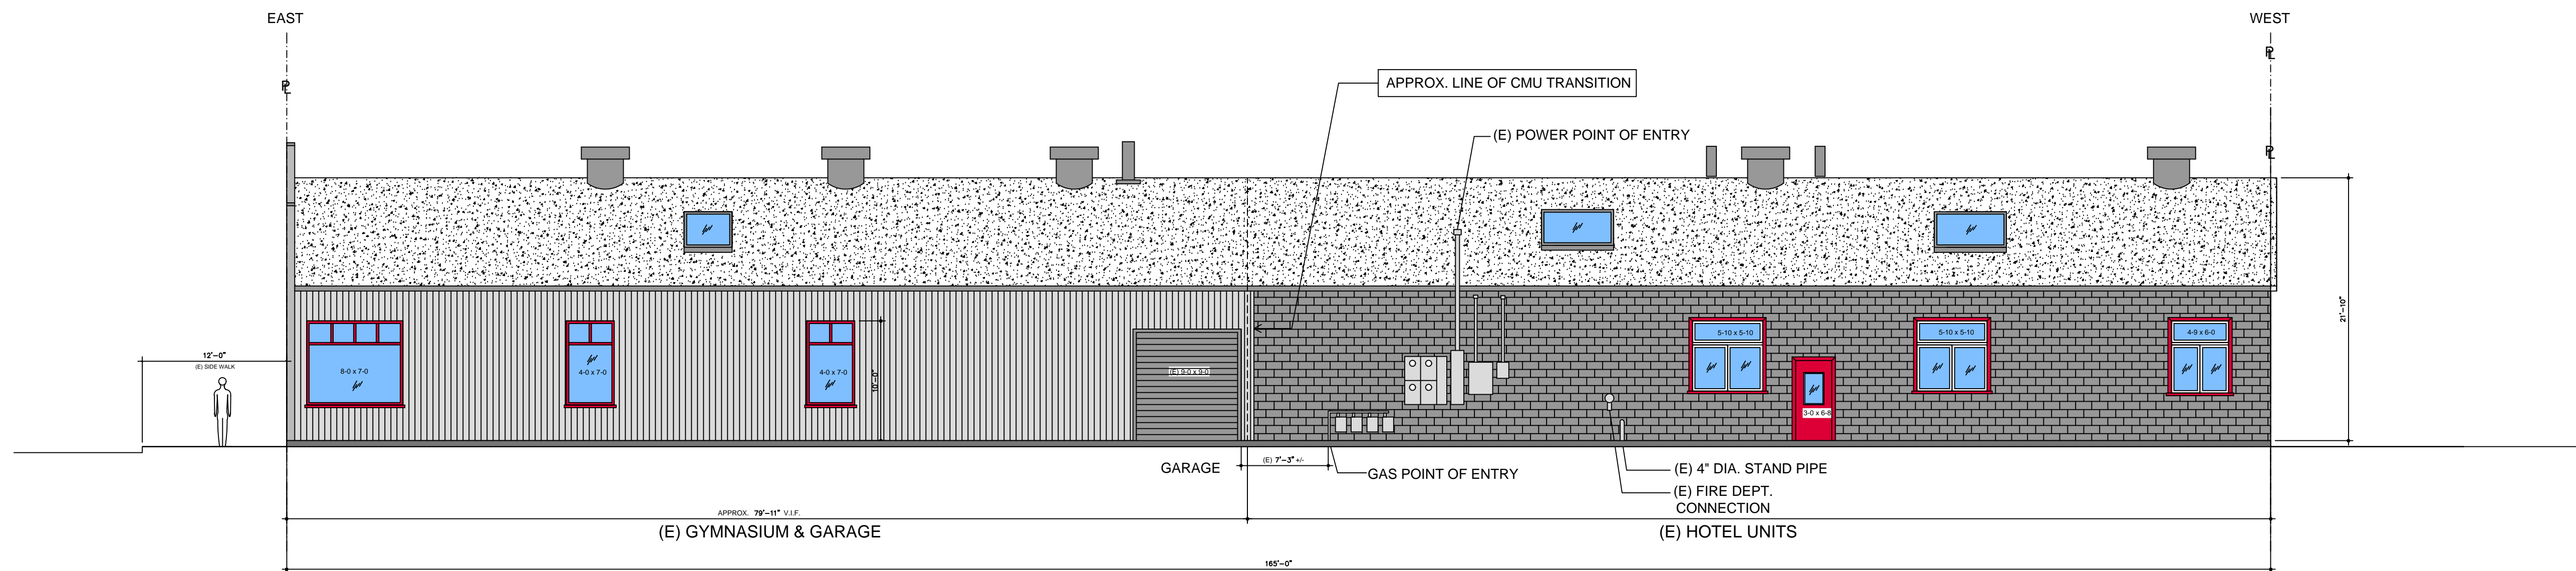 EAST
WEST
PL
PL
PL
APPROX. LINE OF CMU TRANSITION
(E) POWER POINT OF ENTRY
21'-10"
12'-0"
(E) SIDE WALK
8-0 x 7-0
4-0 x 7-0
4-0 x 7-0
10'-0"
(E) 9-0 x 9-0
5-10 x 5-10
5-10 x 5-10
4-9 x 6-0
3-0 x 6-8
GARAGE
(E) 7'-3" +/-
GAS POINT OF ENTRY
(E) 4" DIA. STAND PIPE
(E) FIRE DEPT.
CONNECTION
APPROX. 79'-11" V.I.F.
(E) GYMNASIUM & GARAGE
(E) HOTEL UNITS
165'-0"